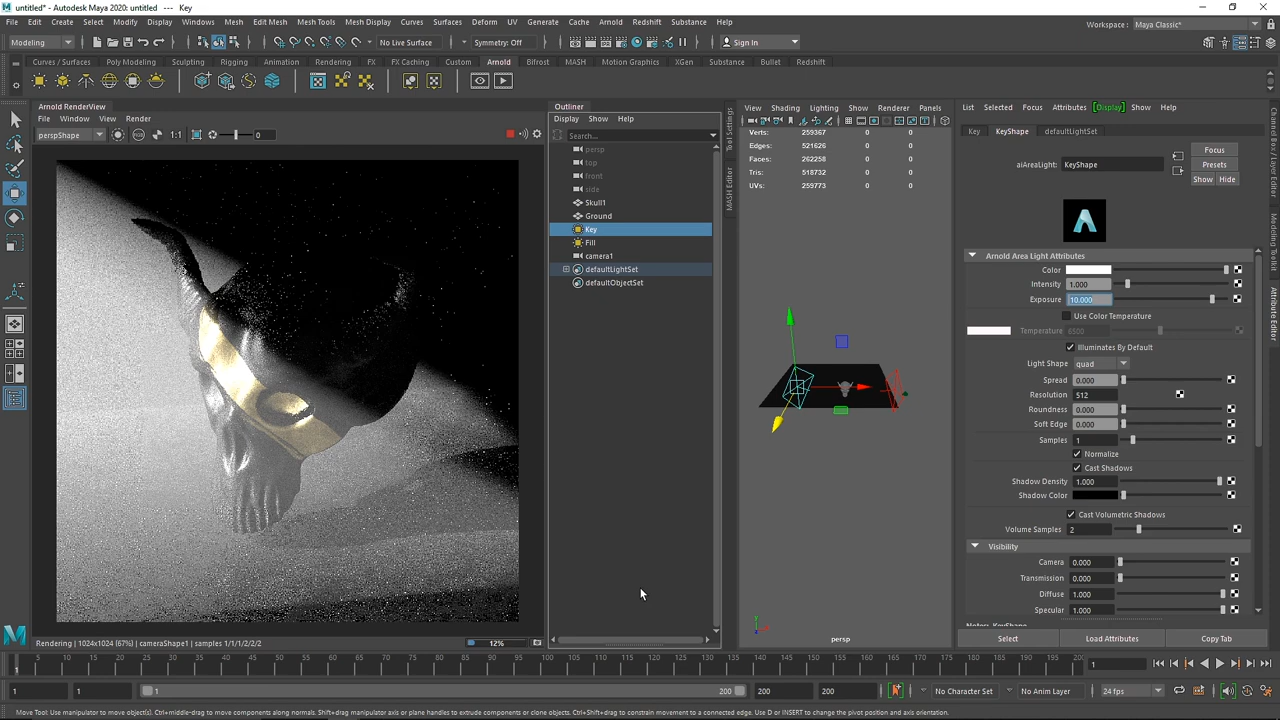 untitled* - Autodesk Maya 2020: untitled --- Key
File Edit Create Select Modify Display Windows Mesh Edit Mesh Mesh Tools Mesh Display Curves Surfaces Deform UV Generate Cache Arnold Redshift Substance Help
Workspace : Maya Classic*
Modeling No Live Surface Symmetry: Off Sign In
Curves / Surfaces Poly Modeling Sculpting Rigging Animation Rendering FX FX Caching Custom Arnold Bifrost MASH Motion Graphics XGen Substance Bullet Redshift
Arnold RenderView
File Window View Render
perspShape 1:1 0
Outliner
Display Show Help
Search...
persp
top
front
side
Skull1
Ground
Key
Fill
camera1
defaultLightSet
defaultObjectSet
Tool Settings
MASH Editor
View Shading Lighting Show Renderer Panels
Verts: 259367 0 0
Edges: 521626 0 0
Faces: 262258 0 0
Tris: 518732 0 0
UVs: 259773 0 0
persp
List Selected Focus Attributes Display Show Help
Key KeyShape defaultLightSet
Focus
aiAreaLight: KeyShape Presets
Show Hide
Arnold Area Light Attributes
Color
Intensity 1.000
Exposure 10.000
Use Color Temperature
Temperature 6500
Illuminates By Default
Light Shape quad
Spread 0.000
Resolution 512
Roundness 0.000
Soft Edge 0.000
Samples 1
Normalize
Cast Shadows
Shadow Density 1.000
Shadow Color
Cast Volumetric Shadows
Volume Samples 2
Visibility
Camera 0.000
Transmission 0.000
Diffuse 1.000
Specular 1.000
Notes: KeyShape
Select Load Attributes Copy Tab
Channel Box/Layer Editor
Modeling Toolkit
Attribute Editor
Rendering | 1024x1024 (67%) | cameraShape1 | samples 1/1/1/2/2/2 12%
5 10 15 20 25 30 35 40 45 50 55 60 65 70 75 80 85 90 95 100 105 110 115 120 125 130 135 140 145 150 155 160 165 170 175 180 185 190 195 1
1 1 1 200 200 200 No Character Set No Anim Layer 24 fps
Move Tool: Use manipulator to move object(s). Ctrl+middle-drag to move components along normals. Shift+drag manipulator axis or plane handles to extrude components or clone objects. Ctrl+Shift+drag to constrain movement to a connected edge. Use D or INSERT to change the pivot position and axis orientation.